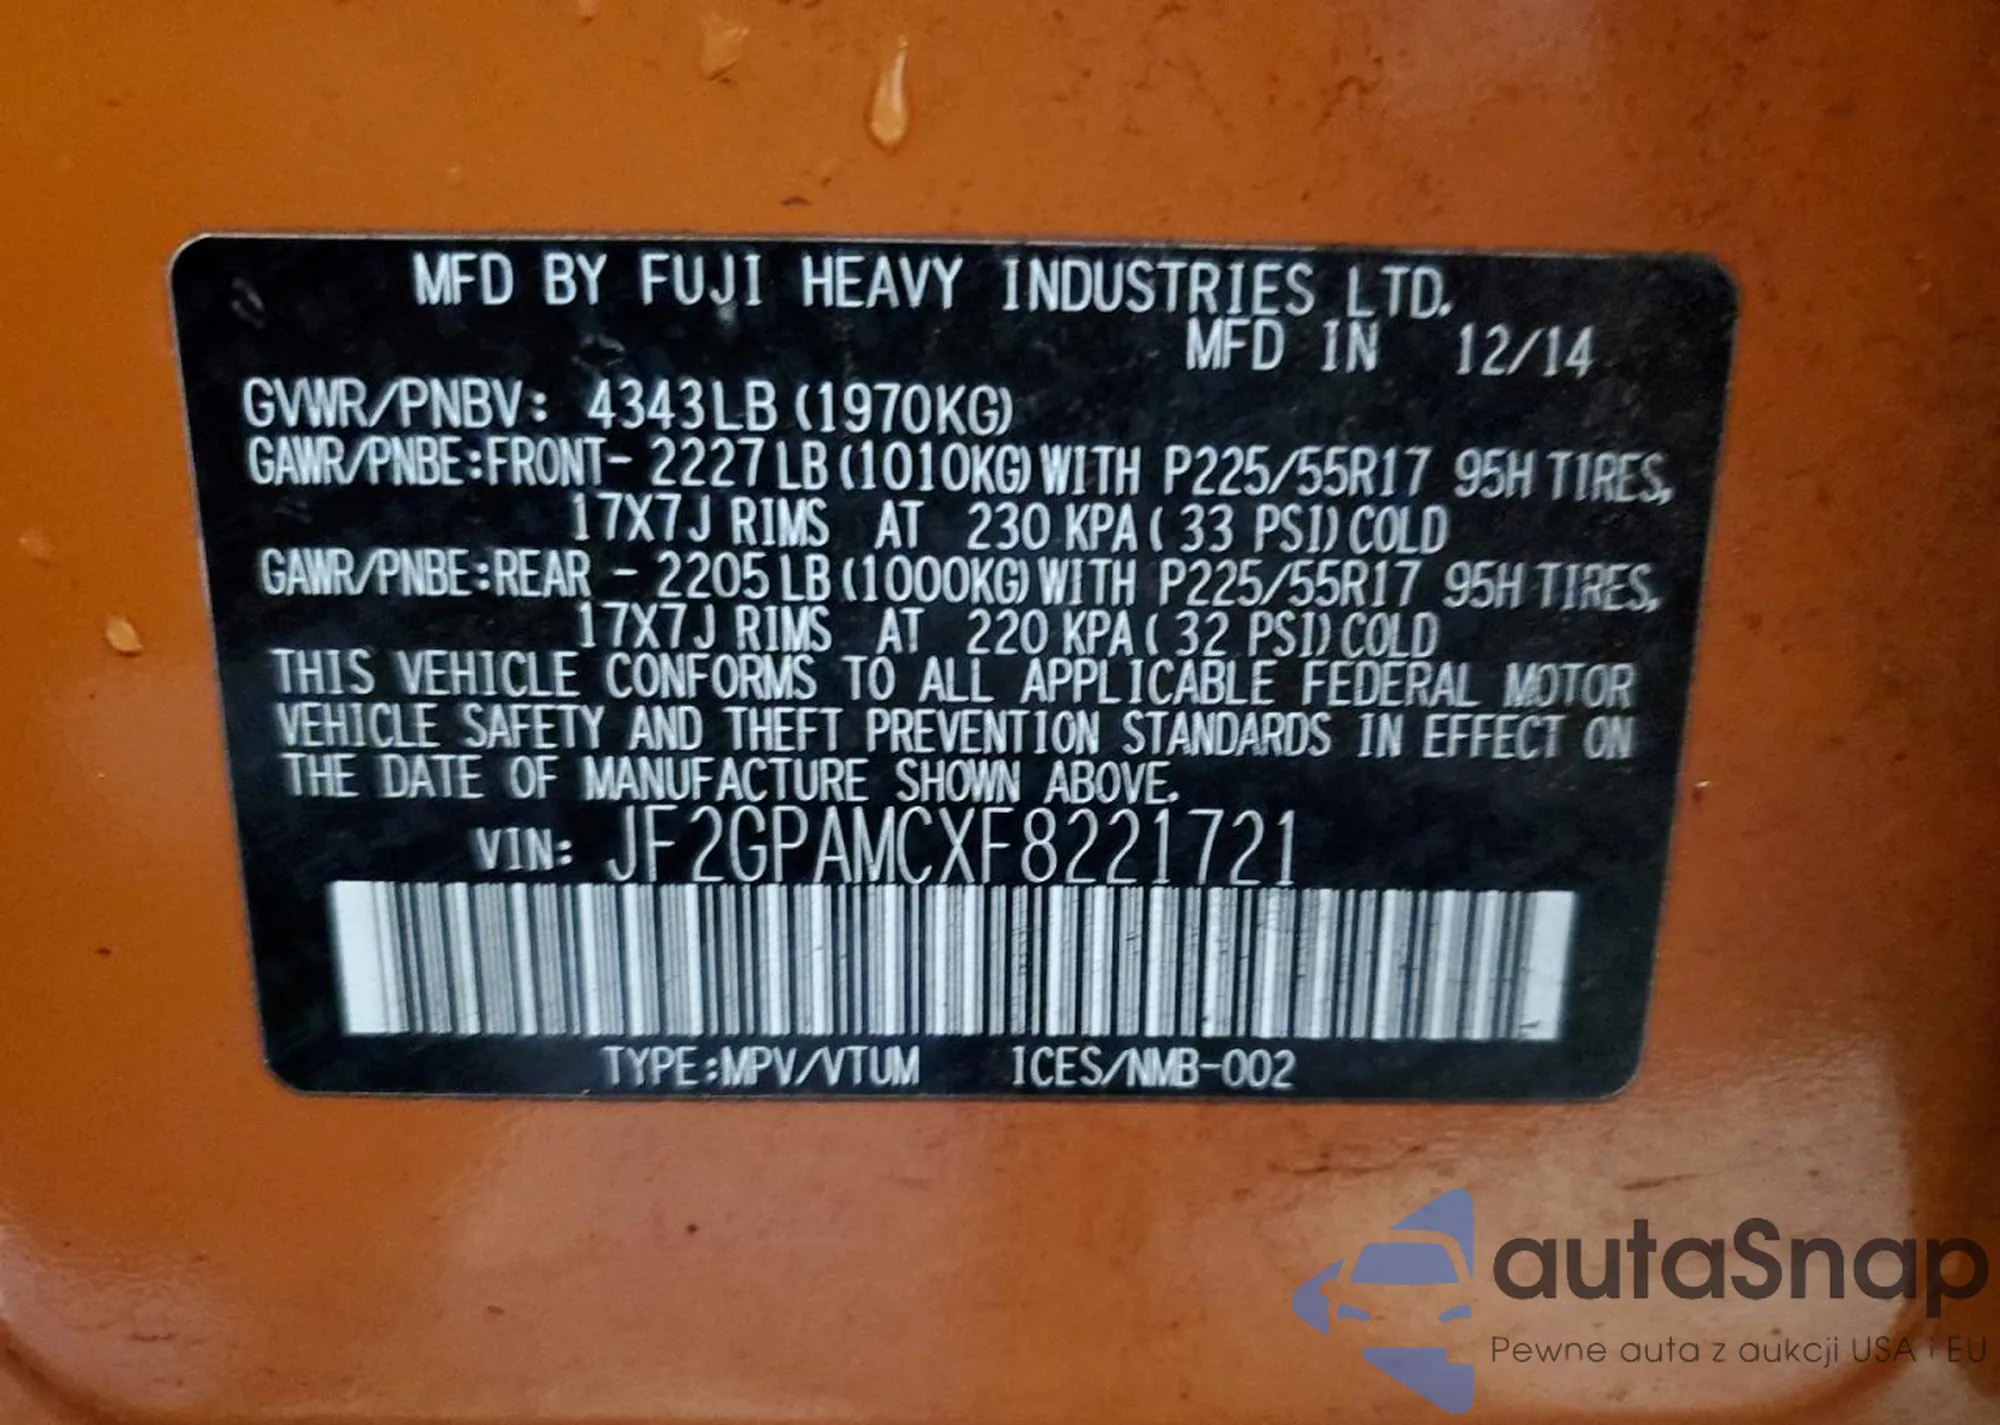 MFD BY FUJI HEAVY INDUSTRIES LTD.
MFD IN 12/14
GVWR/PNBV: 4343LB (1970KG)
GAWR/PNBE:FRONT- 2227LB (1010KG) WITH P225/55R17 95H TIRES,
17X7J RIMS AT 230 KPA ( 33 PSI) COLD
GAWR/PNBE:REAR - 2205LB (1000KG) WITH P225/55R17 95H TIRES,
17X7J RIMS AT 220 KPA ( 32 PSI) COLD
THIS VEHICLE CONFORMS TO ALL APPLICABLE FEDERAL MOTOR
VEHICLE SAFETY AND THEFT PREVENTION STANDARDS IN EFFECT ON
THE DATE OF MANUFACTURE SHOWN ABOVE.
VIN: JF2GPAMCXF8221721
TYPE:MPV/VTUM ICES/NMB-002
autaSnap
Pewne auta z aukcji USA i EU